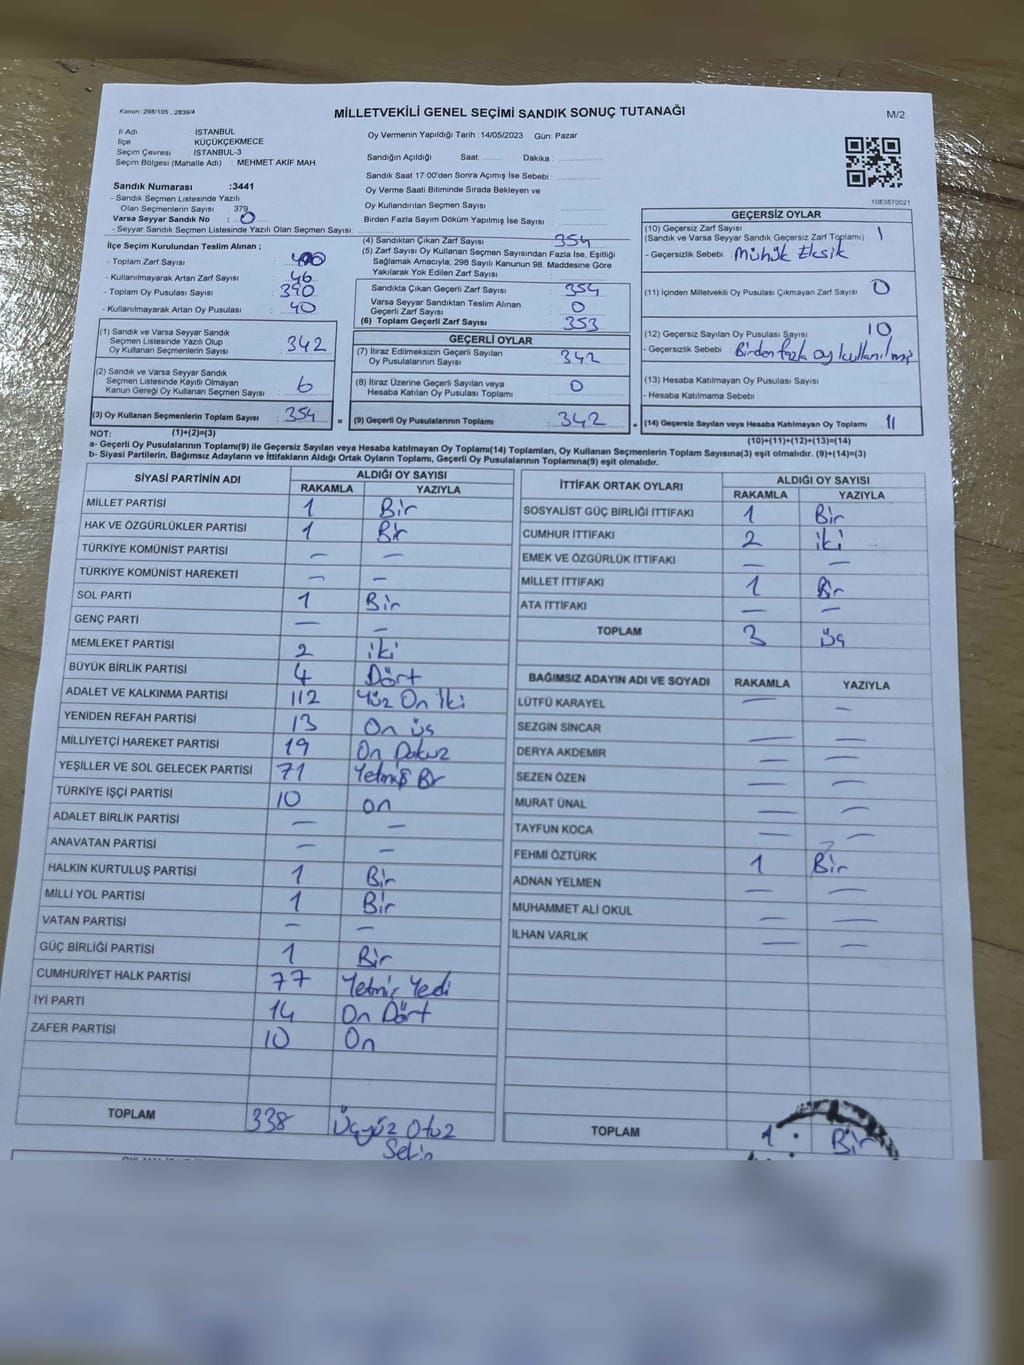 Kanun: 298/105 , 2839/4
MİLLETVEKİLİ GENEL SEÇİMİ SANDIK SONUÇ TUTANAĞI
M/2
İl Adı : İSTANBUL
İlçe : KÜÇÜKÇEKMECE
Seçim Çevresi : İSTANBUL-3
Seçim Bölgesi (Mahalle Adı) : MEHMET AKİF MAH.
Sandık Numarası :3441
- Sandık Seçmen Listesinde Yazılı
Olan Seçmenlerin Sayısı : 379
Varsa Seyyar Sandık No : 0
- Seyyar Sandık Seçmen Listesinde Yazılı Olan Seçmen Sayısı:
Oy Vermenin Yapıldığı Tarih :14/05/2023 Gün: Pazar
Sandığın Açıldığı Saat: Dakika :
Sandık Saat 17:00'den Sonra Açımış İse Sebebi :
Oy Verme Saati Bitiminde Sırada Bekleyen ve
Oy Kullandırılan Seçmen Sayısı :
Birden Fazla Sayım Döküm Yapılmış İse Sayısı :
1083870021
İlçe Seçim Kurulundan Teslim Alınan ;
- Toplam Zarf Sayısı : 400
- Kullanılmayarak Artan Zarf Sayısı : 46
- Toplam Oy Pusulası Sayısı : 390
- Kullanılmayarak Artan Oy Pusulası : 40
(1) Sandık ve Varsa Seyyar Sandık
Seçmen Listesinde Yazılı Olup
Oy Kullanan Seçmenlerin Sayısı : 342
(2) Sandık ve Varsa Seyyar Sandık
Seçmen Listesinde Kayıtlı Olmayan
Kanun Gereği Oy Kullanan Seçmen Sayısı : 6
(3) Oy Kullanan Seçmenlerin Toplam Sayısı : 354
(1)+(2)=(3)
(4) Sandıktan Çıkan Zarf Sayısı : 354
(5) Zarf Sayısı Oy Kullanan Seçmen Sayısından Fazla İse, Eşitliği
Sağlamak Amacıyla; 298 Sayılı Kanunun 98. Maddesine Göre
Yakılarak Yok Edilen Zarf Sayısı :
Sandıkta Çıkan Geçerli Zarf Sayısı : 354
Varsa Seyyar Sandıktan Teslim Alınan
Geçerli Zarf Sayısı : 0
(6) Toplam Geçerli Zarf Sayısı : 353
GEÇERLİ OYLAR
(7) İtiraz Edilmeksizin Geçerli Sayılan
Oy Pusulalarının Sayısı : 342
(8) İtiraz Üzerine Geçerli Sayılan veya
Hesaba Katılan Oy Pusulası Toplamı : 0
= (9) Geçerli Oy Pusulalarının Toplamı : 342
GEÇERSİZ OYLAR
(10) Geçersiz Zarf Sayısı
(Sandık ve Varsa Seyyar Sandık Geçersiz Zarf Toplamı) : 1
- Geçersizlik Sebebi : Mühük Eksik
(11) İçinden Milletvekili Oy Pusulası Çıkmayan Zarf Sayısı : 0
(12) Geçersiz Sayılan Oy Pusulası Sayısı : 10
- Geçersizlik Sebebi : Birden fazla oy kullanılmış
(13) Hesaba Katılmayan Oy Pusulası Sayısı :
- Hesaba Katılmama Sebebi :
+ (14) Geçersiz Sayılan veya Hesaba Katılmayan Oy Toplamı : 11
(10)+(11)+(12)+(13)=(14)
NOT:
a- Geçerli Oy Pusulalarının Toplamı(9) ile Geçersiz Sayılan veya Hesaba katılmayan Oy Toplamı(14) Toplamları, Oy Kullanan Seçmenlerin Toplam Sayısına(3) eşit olmalıdır. (9)+(14)=(3)
b- Siyasi Partilerin, Bağımsız Adayların ve İttifakların Aldığı Ortak Oyların Toplamı, Geçerli Oy Pusulalarının Toplamına(9) eşit olmalıdır.
SİYASİ PARTİNİN ADI ALDIĞI OY SAYISI
RAKAMLA YAZIYLA
MİLLET PARTİSİ 1 Bir
HAK VE ÖZGÜRLÜKLER PARTİSİ 1 Bir
TÜRKİYE KOMÜNİST PARTİSİ — —
TÜRKİYE KOMÜNİST HAREKETİ — —
SOL PARTİ 1 Bir
GENÇ PARTİ — —
MEMLEKET PARTİSİ 2 iki
BÜYÜK BİRLİK PARTİSİ 4 Dört
ADALET VE KALKINMA PARTİSİ 112 Yüz On İki
YENİDEN REFAH PARTİSİ 13 On üç
MİLLİYETÇİ HAREKET PARTİSİ 19 On Dokuz
YEŞİLLER VE SOL GELECEK PARTİSİ 71 Yetmiş Bir
TÜRKİYE İŞÇİ PARTİSİ 10 on
ADALET BİRLİK PARTİSİ — —
ANAVATAN PARTİSİ — —
HALKIN KURTULUŞ PARTİSİ 1 Bir
MİLLİ YOL PARTİSİ 1 Bir
VATAN PARTİSİ — —
GÜÇ BİRLİĞİ PARTİSİ 1 Bir
CUMHURİYET HALK PARTİSİ 77 Yetmiş Yedi
İYİ PARTİ 14 On Dört
ZAFER PARTİSİ 10 On
TOPLAM 338 Üçyüz Otuz
Sekiz
İTTİFAK ORTAK OYLARI ALDIĞI OY SAYISI
RAKAMLA YAZIYLA
SOSYALİST GÜÇ BİRLİĞİ İTTİFAKI 1 Bir
CUMHUR İTTİFAKI 2 iki
EMEK VE ÖZGÜRLÜK İTTİFAKI — —
MİLLET İTTİFAKI 1 Bir
ATA İTTİFAKI — —
TOPLAM 3 üç
BAĞIMSIZ ADAYIN ADI VE SOYADI RAKAMLA YAZIYLA
LÜTFÜ KARAYEL — —
SEZGİN SİNCAR — —
DERYA AKDEMİR — —
SEZEN ÖZEN — —
MURAT ÜNAL — —
TAYFUN KOCA — —
FEHMİ ÖZTÜRK 1 Bir
ADNAN YELMEN — —
MUHAMMET ALİ OKUL — —
İLHAN VARLIK — —
TOPLAM 1 Bir